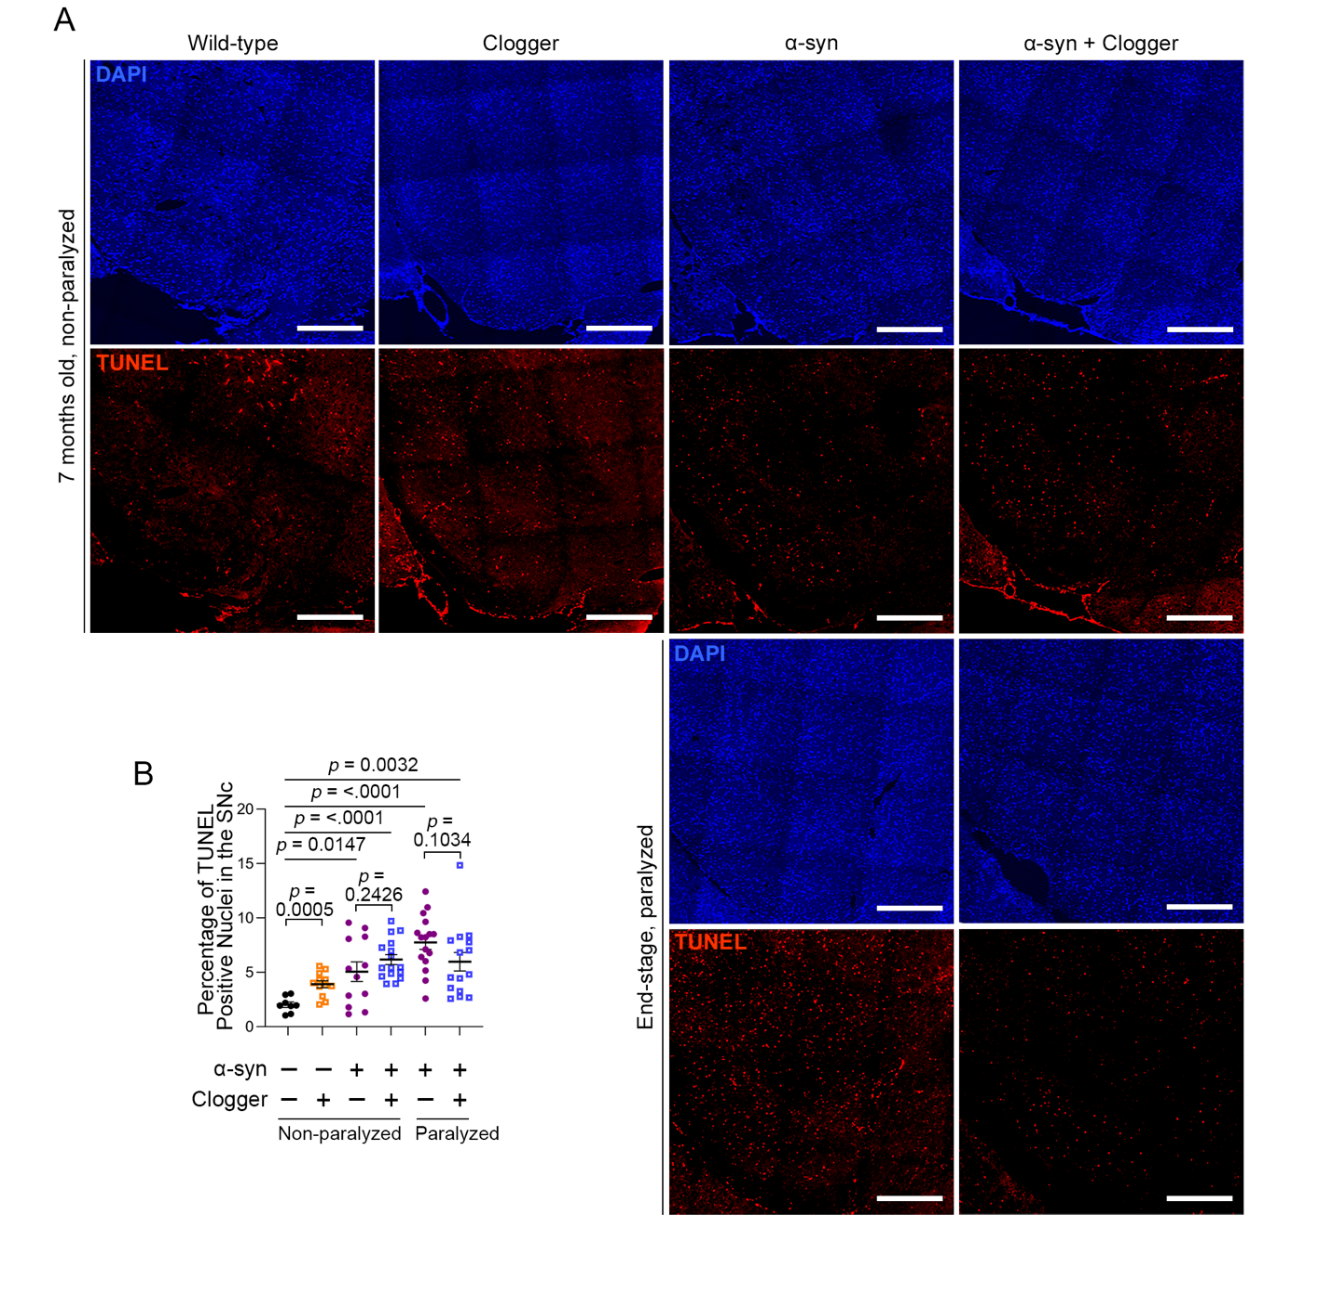 A
Wild-type
Clogger
α-syn
α-syn + Clogger
7 months old, non-paralyzed
DAPI
TUNEL
End-stage, paralyzed
DAPI
TUNEL
B
Percentage of TUNEL
Positive Nuclei in the SNc
p = 0.0032
p = <.0001
p = <.0001
p = 0.0147
p =
0.1034
p =
0.2426
p =
0.0005
20
15
10
5
0
α-syn − − + + + +
Clogger − + − + − +
Non-paralyzed Paralyzed